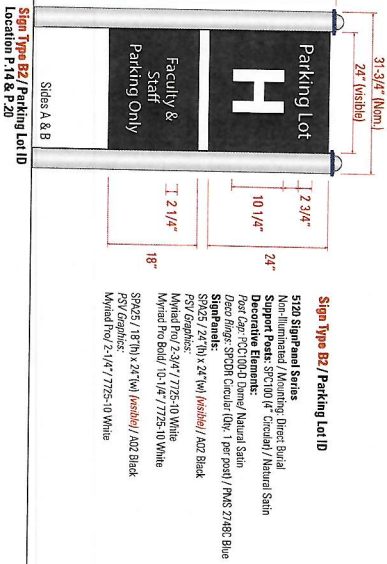 31-3/4" (Nom.)
24" (visible)
Parking Lot
H
Faculty &
Staff
Parking Only
Sides A & B
2 3/4"
10 1/4"
24"
2 1/4"
18"
Sign Type B2 / Parking Lot ID
Location P.14 & P.20
Sign Type B2 / Parking Lot ID
5120 SignPanel Series
Non-Illuminated / Mounting: Direct Burial
Support Posts: SPC100 (4" Circular) / Natural Satin
Decorative Elements:
Post Cap: PCC100-D Dome / Natural Satin
Deco Rings: SPCDR Circular (Qty. 1 per post) / PMS 2748C Blue
SignPanels:
SPA25 / 24"(h) x 24"(w) (visible) / A02 Black
PSV Graphics:
Myriad Pro / 2-3/4" / 7725-10 White
Myriad Pro Bold / 10-1/4" / 7725-10 White
SPA25 / 18"(h) x 24"(w) (visible) / A02 Black
PSV Graphics:
Myriad Pro / 2-1/4" / 7725-10 White